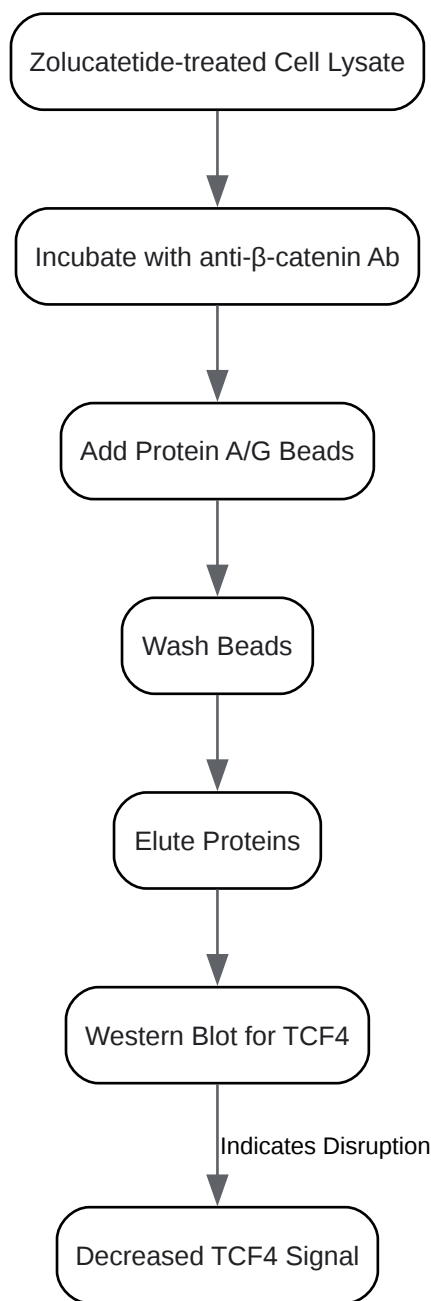 Zolucatetide-treated Cell Lysate
Incubate with anti-β-catenin Ab
Add Protein A/G Beads
Wash Beads
Elute Proteins
Western Blot for TCF4
Indicates Disruption
Decreased TCF4 Signal